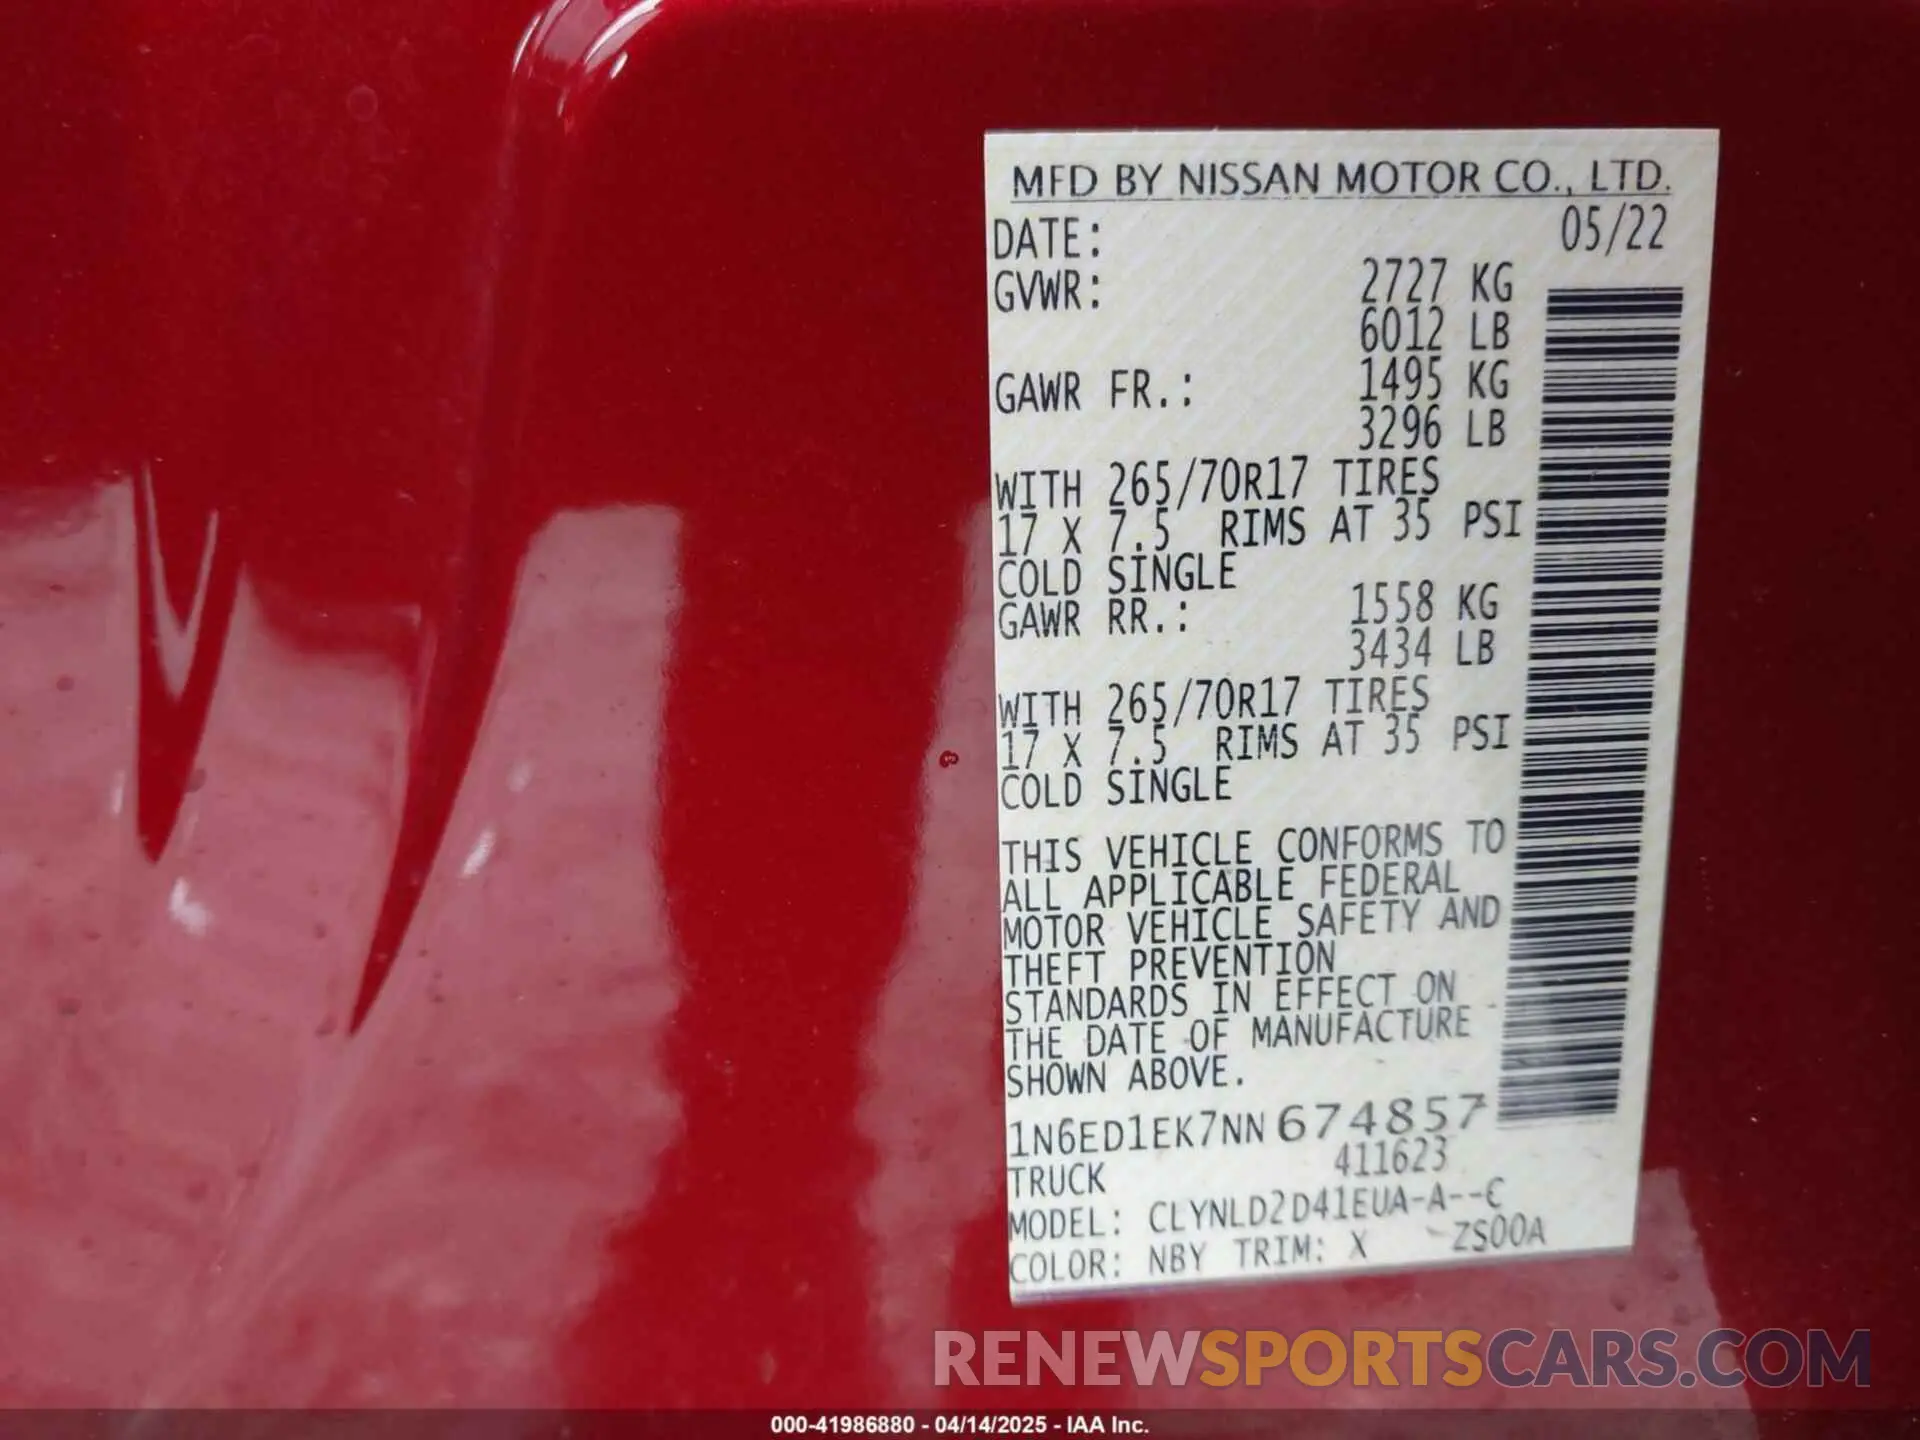 MFD BY NISSAN MOTOR CO., LTD.
DATE: 05/22
GVWR: 2727 KG
6012 LB
GAWR FR.: 1495 KG
3296 LB
WITH 265/70R17 TIRES
17 X 7.5 RIMS AT 35 PSI
COLD SINGLE
GAWR RR.: 1558 KG
3434 LB
WITH 265/70R17 TIRES
17 X 7.5 RIMS AT 35 PSI
COLD SINGLE
THIS VEHICLE CONFORMS TO
ALL APPLICABLE FEDERAL
MOTOR VEHICLE SAFETY AND
THEFT PREVENTION
STANDARDS IN EFFECT ON
THE DATE OF MANUFACTURE
SHOWN ABOVE.
1N6ED1EK7NN674857
TRUCK 411623
MODEL: CLYNLD2D41EUA-A--C
COLOR: NBY TRIM: X -ZS00A
RENEWSPORTSCARS.COM
000-41986880 - 04/14/2025 - IAA Inc.